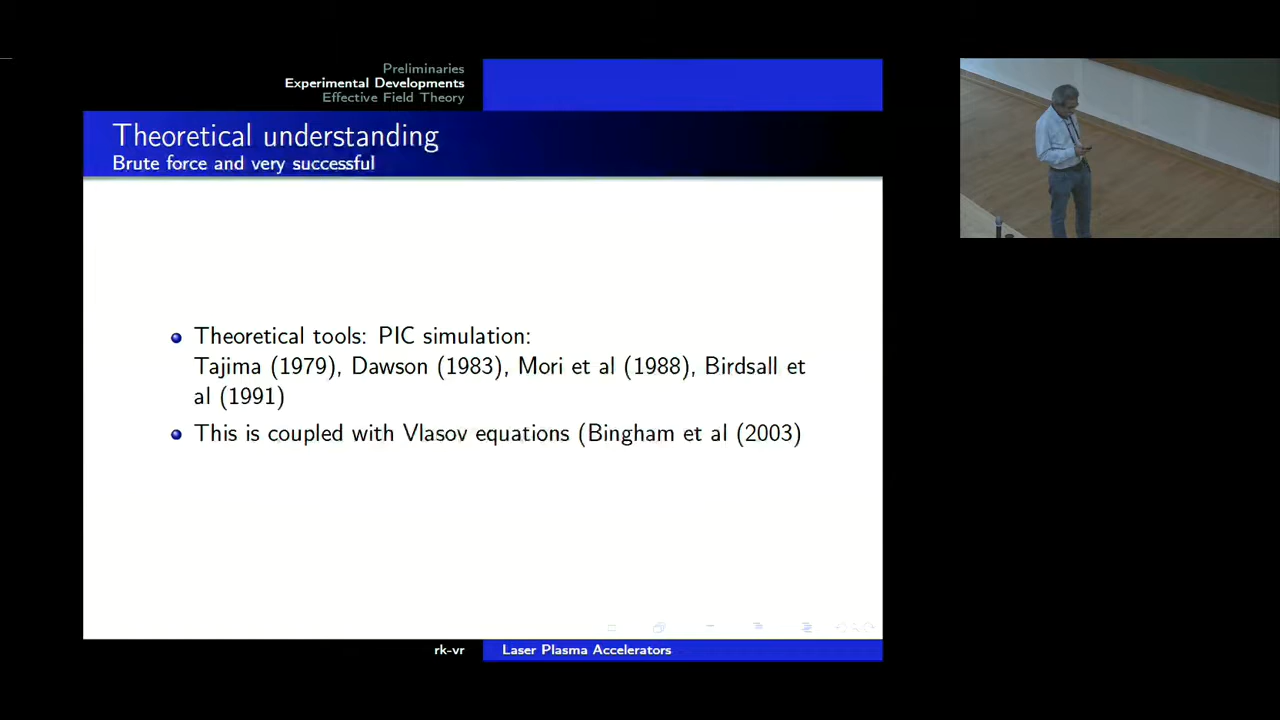 Preliminaries
Experimental Developments
Effective Field Theory
Theoretical understanding
Brute force and very successful
Theoretical tools: PIC simulation:
Tajima (1979), Dawson (1983), Mori et al (1988), Birdsall et
al (1991)
This is coupled with Vlasov equations (Bingham et al (2003)
rk-vr
Laser Plasma Accelerators